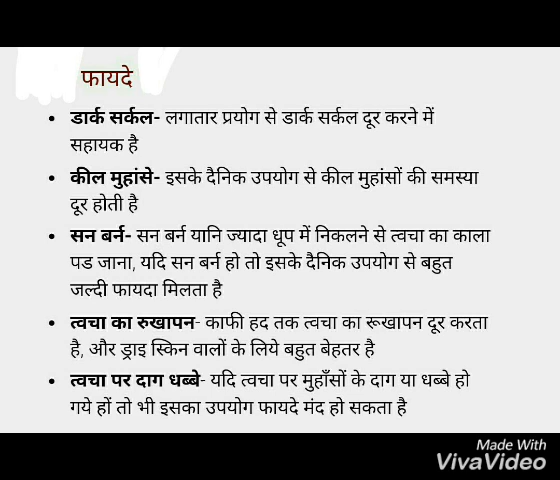 फायदे
डार्क सर्कल- लगातार प्रयोग से डार्क सर्कल दूर करने में
सहायक है
कील मुहांसे- इसके दैनिक उपयोग से कील मुहांसों की समस्या
दूर होती है
सन बर्न- सन बर्न यानि ज्यादा धूप में निकलने से त्वचा का काला
पड जाना, यदि सन बर्न हो तो इसके दैनिक उपयोग से बहुत
जल्दी फायदा मिलता है
त्वचा का रुखापन- काफी हद तक त्वचा का रूखापन दूर करता
है, और ड्राइ स्किन वालों के लिये बहुत बेहतर है
त्वचा पर दाग धब्बे- यदि त्वचा पर मुहाँसों के दाग या धब्बे हो
गये हों तो भी इसका उपयोग फायदे मंद हो सकता है
Made With
VivaVideo